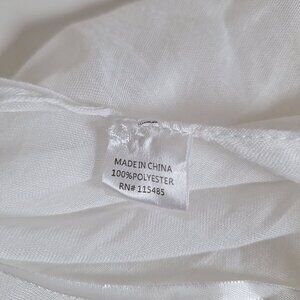 MADE IN CHINA
100%POLYESTER
RN# 115485